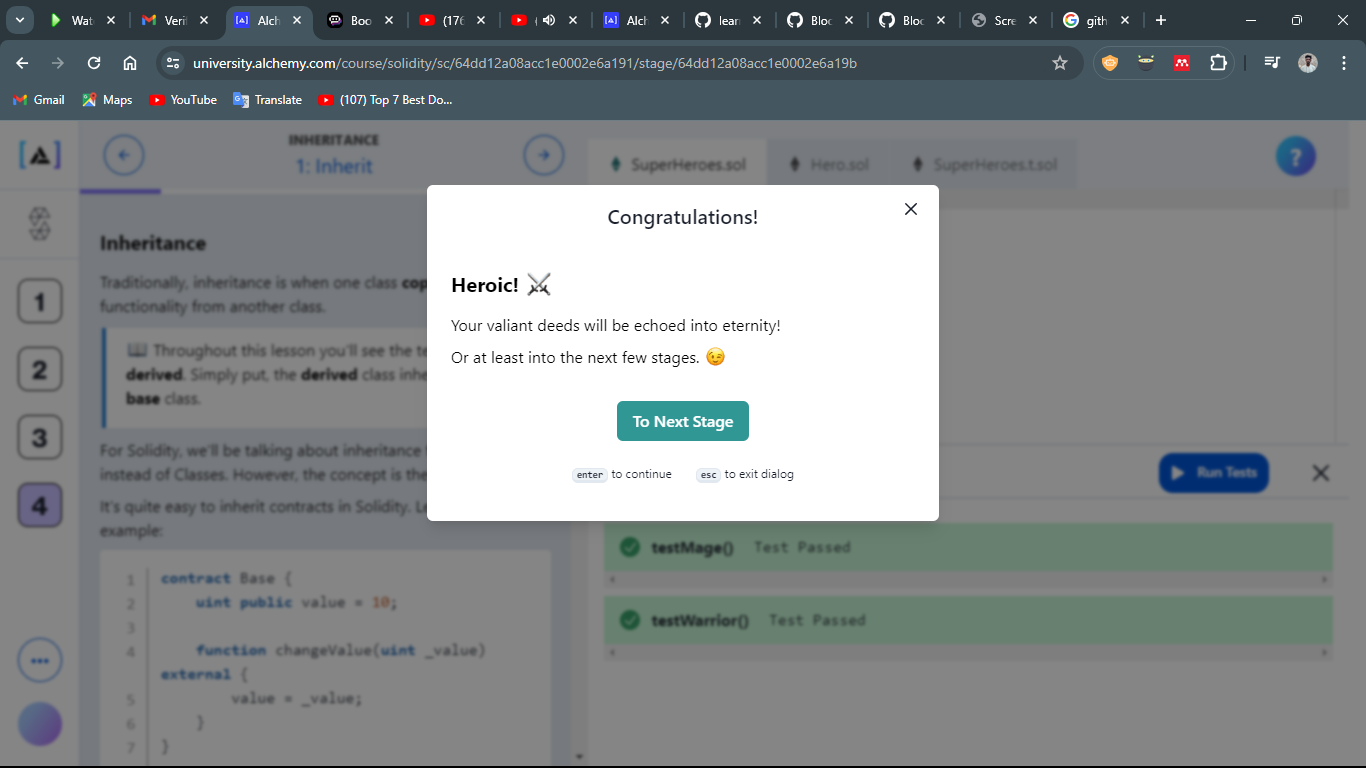 Wat
Veri
Alch
Boo
(176
(
Alc
lear
Bloc
Bloc
Scre
gith
university.alchemy.com/course/solidity/sc/64dd12a08acc1e0002e6a191/stage/64dd12a08acc1e0002e6a19b
Gmail
Maps
YouTube
Translate
(107) Top 7 Best Do...
INHERITANCE
1: Inherit
SuperHeroes.sol
Hero.sol
SuperHeroes.t.sol
?
1
2
3
4
Inheritance
Traditionally, inheritance is when one class cop
functionality from another class.
Throughout this lesson you'll see the te
derived. Simply put, the derived class inhe
base class.
For Solidity, we'll be talking about inheritance
instead of Classes. However, the concept is the
It's quite easy to inherit contracts in Solidity. Le
example:
1 contract Base {
2 uint public value = 10;
3
4 function changeValue(uint _value)
external {
5 value = _value;
6 }
7 }
Congratulations!
Heroic! ⚔
Your valiant deeds will be echoed into eternity!
Or at least into the next few stages. 😉
To Next Stage
enter to continue esc to exit dialog
Run Tests
testMage() Test Passed
testWarrior() Test Passed